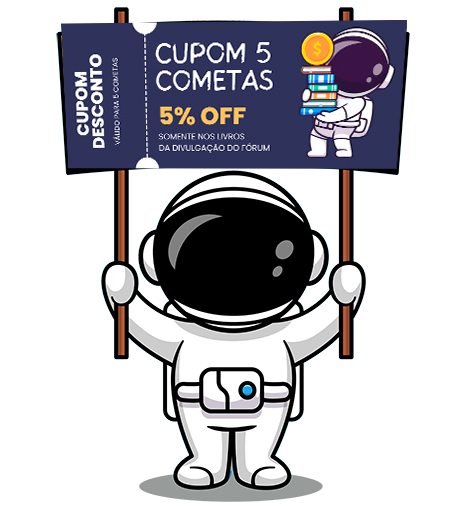 CUPOM
DESCONTO
VÁLIDO PARA 5 COMETAS
CUPOM 5
COMETAS
5% OFF
SOMENTE NOS LIVROS
DA DIVULGAÇÃO DO FÓRUM
$